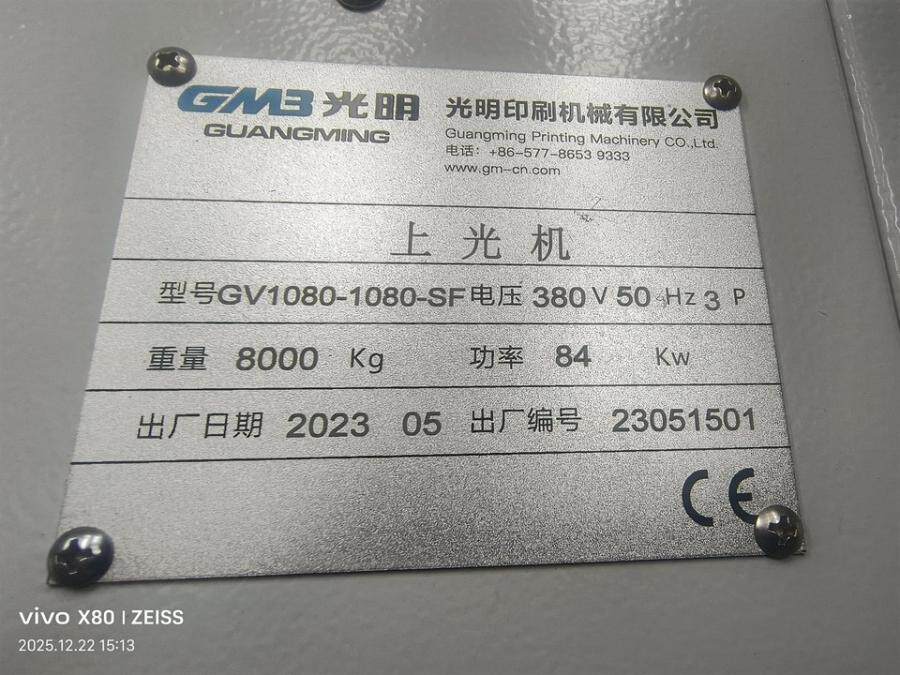 GMB 光明
GUANGMING
光明印刷机械有限公司
Guangming Printing Machinery CO.,Ltd.
电话：+86-577-8653 9333
www.gm-cn.com
上光机
型号GV1080-1080-SF 电压 380 V 50 Hz 3 P
重量 8000 Kg 功率 84 Kw
出厂日期 2023 05 出厂编号 23051501
CE
vivo X80 | ZEISS
2025.12.22 15:13